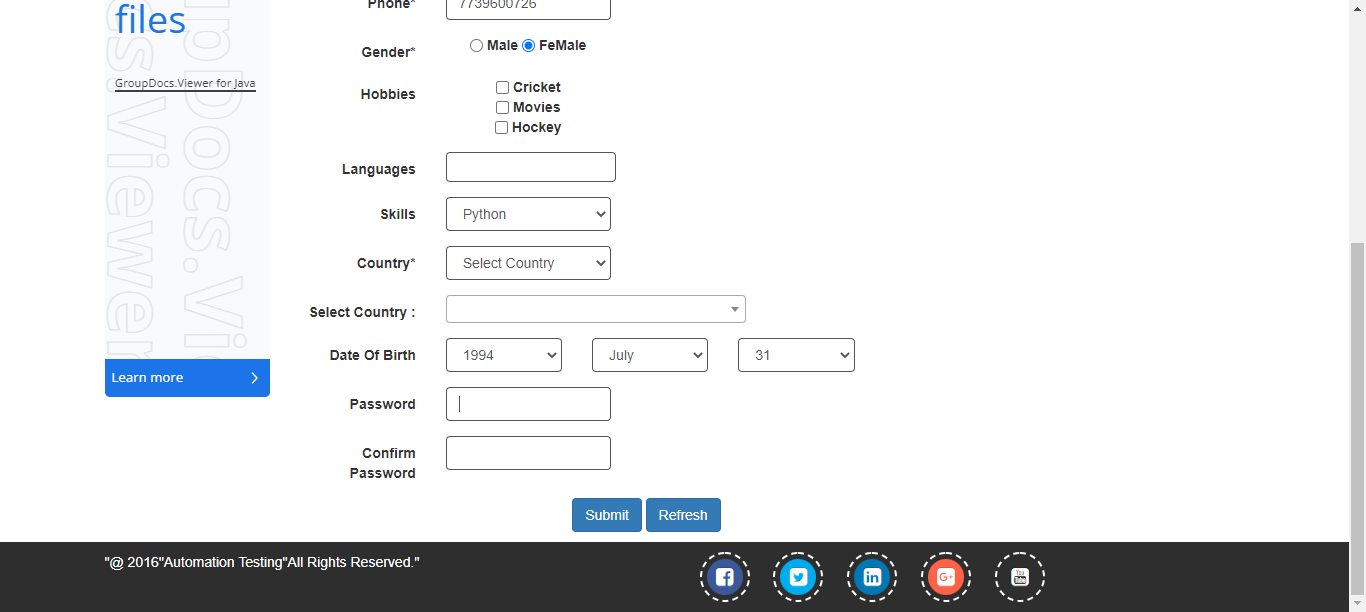 files
GroupDocs.Viewer for Java
Learn more
Phone*
7739600726
Gender* Male FeMale
Hobbies Cricket
Movies
Hockey
Languages
Skills Python
Country* Select Country
Select Country :
Date Of Birth 1994 July 31
Password
Confirm
Password
Submit Refresh
"@ 2016"Automation Testing"All Rights Reserved."
You
Tube